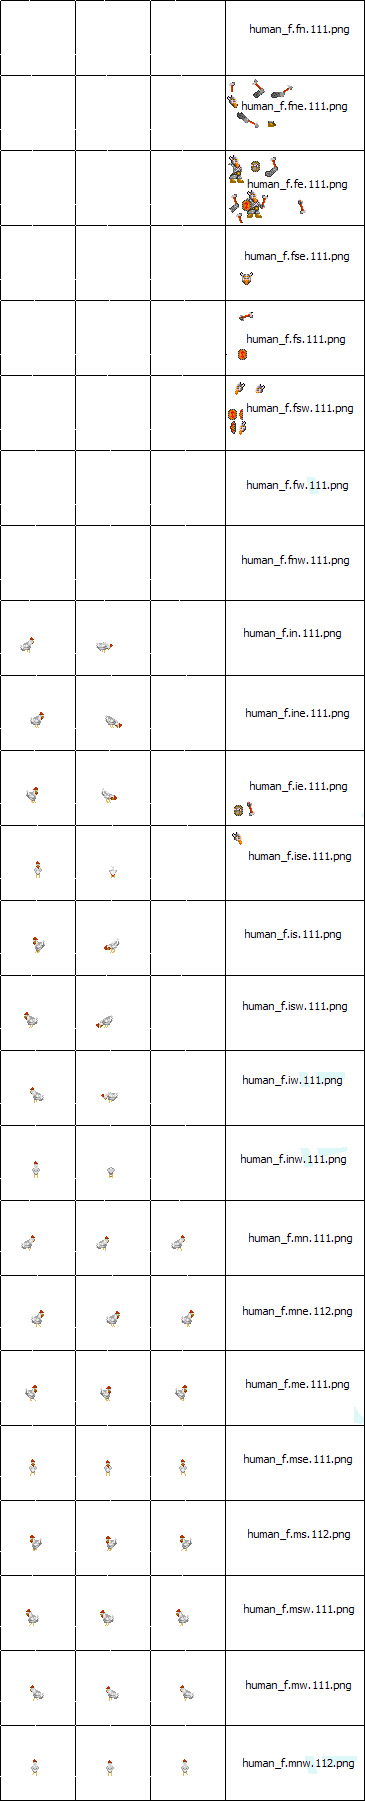 human_f.fn.111.png
human_f.fne.111.png
human_f.fe.111.png
human_f.fse.111.png
human_f.fs.111.png
human_f.fsw.111.png
human_f.fw.111.png
human_f.fnw.111.png
human_f.in.111.png
human_f.ine.111.png
human_f.ie.111.png
human_f.ise.111.png
human_f.is.111.png
human_f.isw.111.png
human_f.iw.111.png
human_f.inw.111.png
human_f.mn.111.png
human_f.mne.112.png
human_f.me.111.png
human_f.mse.111.png
human_f.ms.112.png
human_f.msw.111.png
human_f.mw.111.png
human_f.mnw.112.png